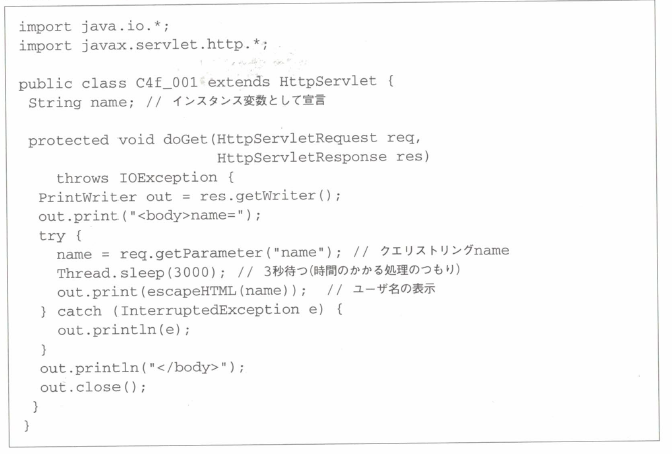 import java.io.*;
import javax.servlet.http.*;
public class C4f_001 extends HttpServlet {
String name; // インスタンス変数として宣言
protected void doGet(HttpServletRequest req,
HttpServletResponse res)
throws IOException {
PrintWriter out = res.getWriter();
out.print("<body>name=");
try {
name = req.getParameter("name"); // クエリストリングname
Thread.sleep(3000); // 3秒待つ(時間のかかる処理のつもり)
out.print(escapeHTML(name)); // ユーザ名の表示
} catch (InterruptedException e) {
out.println(e);
}
out.println("</body>");
out.close();
}
}